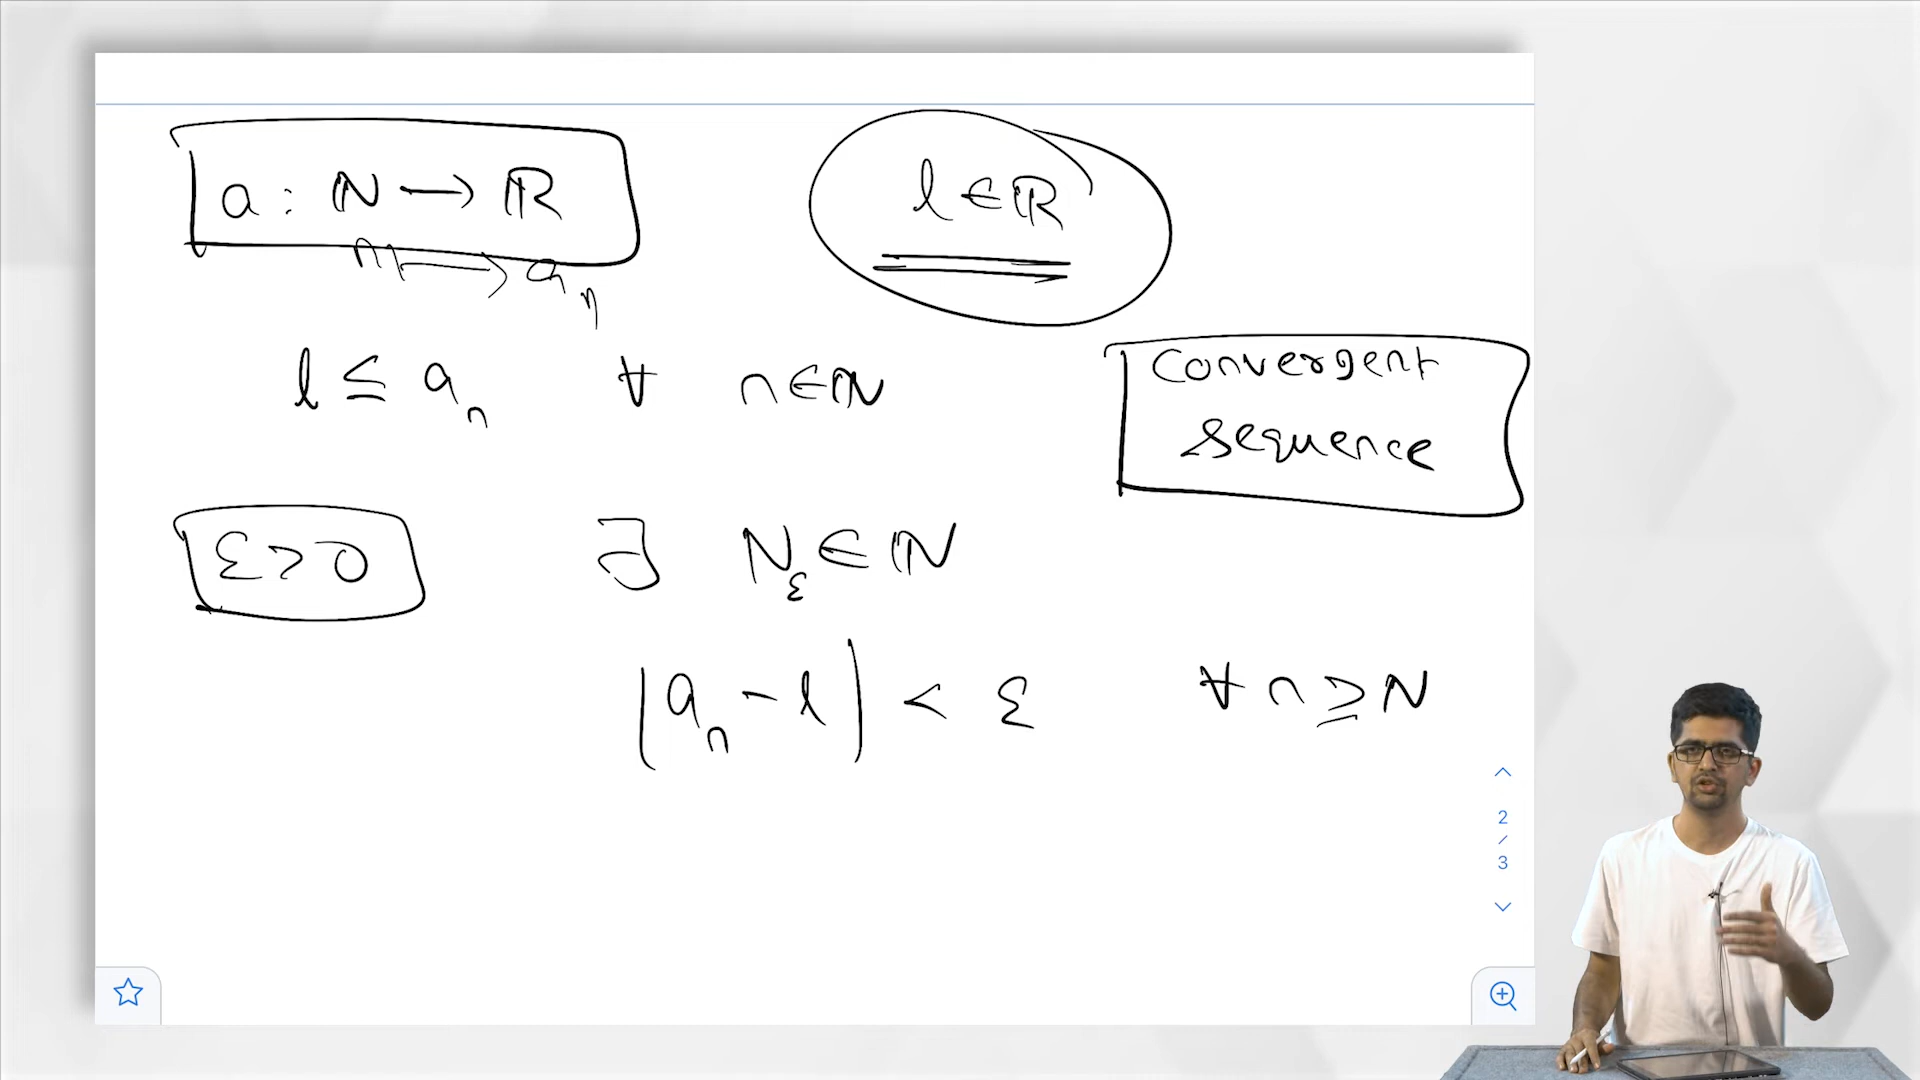 a : ℕ → ℝ
n ↦ aₙ
l ∈ ℝ
l ≤ aₙ ∀ n ∈ ℕ
Convergent
Sequence
ε > 0 ∃ N_ε ∈ ℕ
|aₙ - l| < ε ∀ n ≥ N
2
/
3